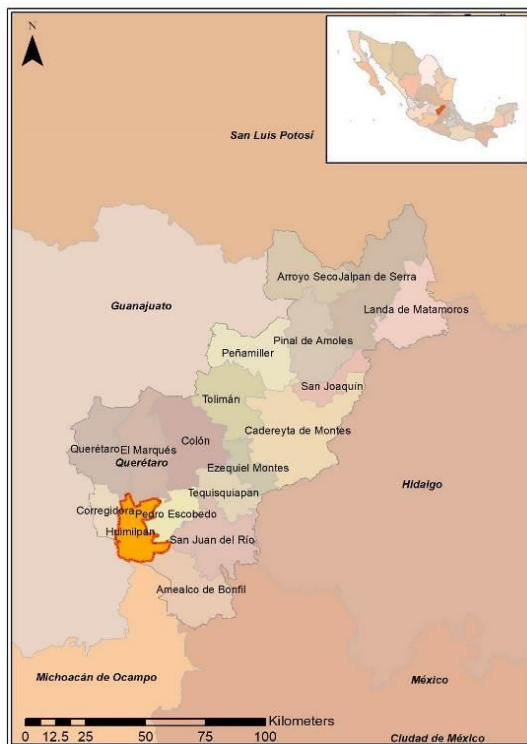 N
San Luis Potosí
Arroyo Seco
Jalpan de Serra
Guanajuato
Landa de Matamoros
Pinal de Amoles
Peñamiller
San Joaquín
Tolimán
Cadereyta de Montes
Colón
Querétaro
El Marqués
Querétaro
Ezequiel Montes
Hidalgo
Tequisquiapan
Corregidora
Pedro Escobedo
Huimilpan
San Juan del Río
Amealco de Bonfil
Michoacán de Ocampo
México
Kilometers
0 12.5 25 50 75 100
Ciudad de México